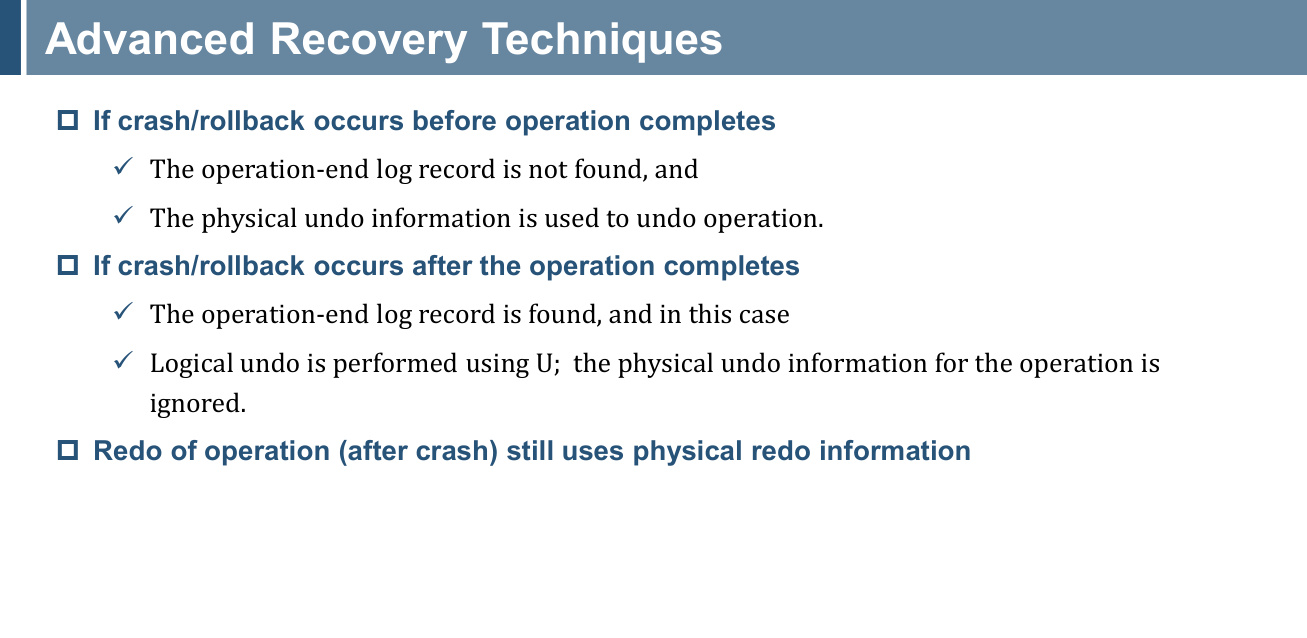 Advanced Recovery Techniques
If crash/rollback occurs before operation completes
The operation-end log record is not found, and
The physical undo information is used to undo operation.
If crash/rollback occurs after the operation completes
The operation-end log record is found, and in this case
Logical undo is performed using U;  the physical undo information for the operation is
ignored.
Redo of operation (after crash) still uses physical redo information